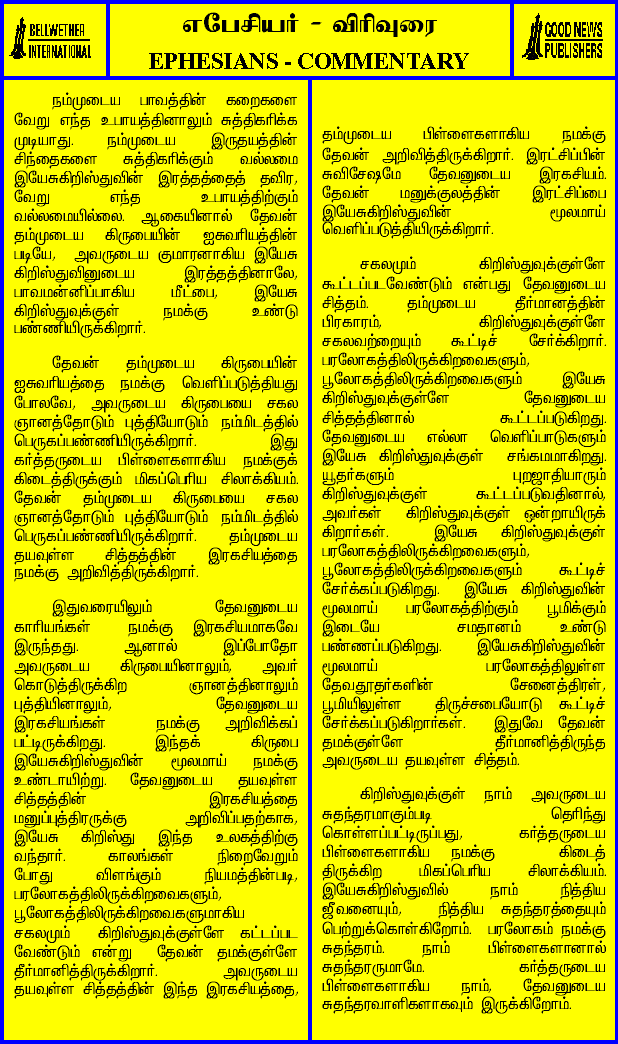 BELLWETHER
INTERNATIONAL
எபேசியர் - விரிவுரை
EPHESIANS - COMMENTARY
GOOD NEWS
PUBLISHERS
நம்முடைய பாவத்தின் கறைகளை
வேறு எந்த உபாயத்தினாலும் சுத்திகரிக்க
முடியாது. நம்முடைய இருதயத்தின்
சிந்தைகளை சுத்திகரிக்கும் வல்லமை
இயேசுகிறிஸ்துவின் இரத்தத்தைத் தவிர,
வேறு எந்த உபாயத்திற்கும்
வல்லமையில்லை. ஆகையினால் தேவன்
தம்முடைய கிருபையின் ஐசுவரியத்தின்
படியே, அவருடைய குமாரனாகிய இயேசு
கிறிஸ்துவினுடைய இரத்தத்தினாலே,
பாவமன்னிப்பாகிய மீட்பை, இயேசு
கிறிஸ்துவுக்குள் நமக்கு உண்டு
பண்ணியிருக்கிறார்.
தேவன் தம்முடைய கிருபையின்
ஐசுவரியத்தை நமக்கு வெளிப்படுத்தியது
போலவே, அவருடைய கிருபையை சகல
ஞானத்தோடும் புத்தியோடும் நம்மிடத்தில்
பெருகப்பண்ணியிருக்கிறார். இது
கர்த்தருடைய பிள்ளைகளாகிய நமக்குக்
கிடைத்திருக்கும் மிகப்பெரிய சிலாக்கியம்.
தேவன் தம்முடைய கிருபையை சகல
ஞானத்தோடும் புத்தியோடும் நம்மிடத்தில்
பெருகப்பண்ணியிருக்கிறார். தம்முடைய
தயவுள்ள சித்தத்தின் இரகசியத்தை
நமக்கு அறிவித்திருக்கிறார்.
இதுவரையிலும் தேவனுடைய
காரியங்கள் நமக்கு இரகசியமாகவே
இருந்தது. ஆனால் இப்போதோ
அவருடைய கிருபையினாலும், அவர்
கொடுத்திருக்கிற ஞானத்தினாலும்
புத்தியினாலும், தேவனுடைய
இரகசியங்கள் நமக்கு அறிவிக்கப்
பட்டிருக்கிறது. இந்தக் கிருபை
இயேசுகிறிஸ்துவின் மூலமாய் நமக்கு
உண்டாயிற்று. தேவனுடைய தயவுள்ள
சித்தத்தின் இரகசியத்தை
மனுப்புத்திரருக்கு அறிவிப்பதற்காக,
இயேசு கிறிஸ்து இந்த உலகத்திற்கு
வந்தார். காலங்கள் நிறைவேறும்
போது விளங்கும் நியமத்தின்படி,
பரலோகத்திலிருக்கிறவைகளும்,
பூலோகத்திலிருக்கிறவைகளுமாகிய
சகலமும் கிறிஸ்துவுக்குள்ளே கட்டப்பட
வேண்டும் என்று தேவன் தமக்குள்ளே
தீர்மானித்திருக்கிறார். அவருடைய
தயவுள்ள சித்தத்தின் இந்த இரகசியத்தை,
தம்முடைய பிள்ளைகளாகிய நமக்கு
தேவன் அறிவித்திருக்கிறார். இரட்சிப்பின்
சுவிசேஷமே தேவனுடைய இரகசியம்.
தேவன் மனுக்குலத்தின் இரட்சிப்பை
இயேசுகிறிஸ்துவின் மூலமாய்
வெளிப்படுத்தியிருக்கிறார்.
சகலமும் கிறிஸ்துவுக்குள்ளே
கூட்டப்படவேண்டும் என்பது தேவனுடைய
சித்தம். தம்முடைய தீர்மானத்தின்
பிரகாரம், கிறிஸ்துவுக்குள்ளே
சகலவற்றையும் கூட்டிச் சேர்க்கிறார்.
பரலோகத்திலிருக்கிறவைகளும்,
பூலோகத்திலிருக்கிறவைகளும் இயேசு
கிறிஸ்துவுக்குள்ளே தேவனுடைய
சித்தத்தினால் கூட்டப்படுகிறது.
தேவனுடைய எல்லா வெளிப்பாடுகளும்
இயேசு கிறிஸ்துவுக்குள் சங்கமமாகிறது.
யூதர்களும் புறஜாதியாரும்
கிறிஸ்துவுக்குள் கூட்டப்படுவதினால்,
அவர்கள் கிறிஸ்துவுக்குள் ஒன்றாயிருக்
கிறார்கள். இயேசு கிறிஸ்துவுக்குள்
பரலோகத்திலிருக்கிறவைகளும்,
பூலோகத்திலிருக்கிறவைகளும் கூட்டிச்
சேர்க்கப்படுகிறது. இயேசு கிறிஸ்துவின்
மூலமாய் பரலோகத்திற்கும் பூமிக்கும்
இடையே சமதானம் உண்டு
பண்ணப்படுகிறது. இயேசுகிறிஸ்துவின்
மூலமாய் பரலோகத்திலுள்ள
தேவதூதர்களின் சேனைத்திரள்,
பூமியிலுள்ள திருச்சபையோடு கூட்டிச்
சேர்க்கப்படுகிறார்கள். இதுவே தேவன்
தமக்குள்ளே தீர்மானித்திருந்த
அவருடைய தயவுள்ள சித்தம்.
கிறிஸ்துவுக்குள் நாம் அவருடைய
சுதந்தரமாகும்படி தெரிந்து
கொள்ளப்பட்டிருப்பது, கர்த்தருடைய
பிள்ளைகளாகிய நமக்கு கிடைத்
திருக்கிற மிகப்பெரிய சிலாக்கியம்.
இயேசுகிறிஸ்துவில் நாம் நித்திய
ஜீவனையும், நித்திய சுதந்தரத்தையும்
பெற்றுக்கொள்கிறோம். பரலோகம் நமக்கு
சுதந்தரம். நாம் பிள்ளைகளானால்
சுதந்தரருமாமே. கர்த்தருடைய
பிள்ளைகளாகிய நாம், தேவனுடைய
சுதந்தரவாளிகளாகவும் இருக்கிறோம்.